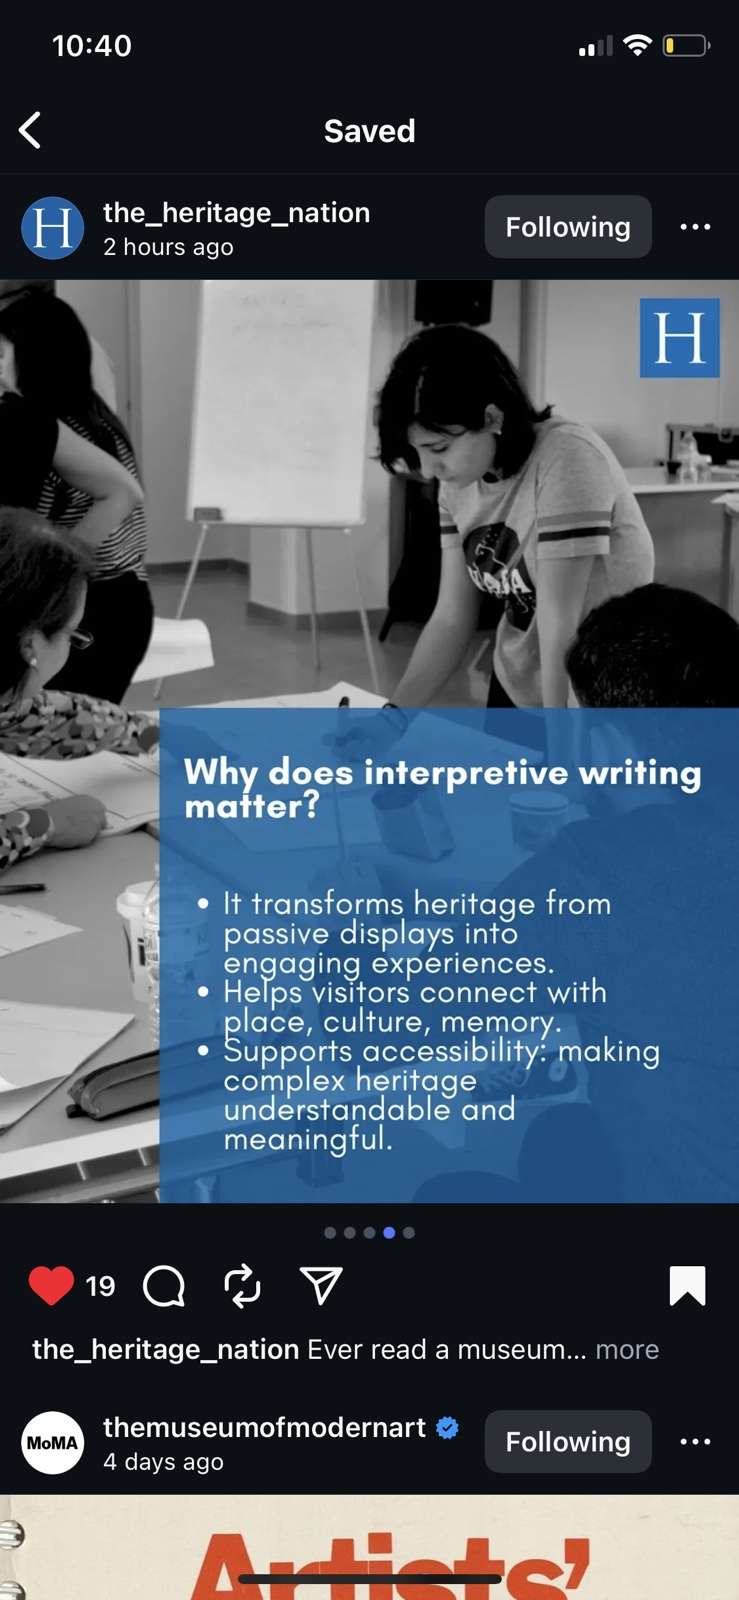 10:40
Saved
H
the_heritage_nation
2 hours ago
Following
H
Why does interpretive writing
matter?
• It transforms heritage from
passive displays into
engaging experiences.
• Helps visitors connect with
place, culture, memory.
• Supports accessibility: making
complex heritage
understandable and
meaningful.
19
the_heritage_nation Ever read a museum... more
MoMA
themuseumofmodernart
4 days ago
Following
Artists’